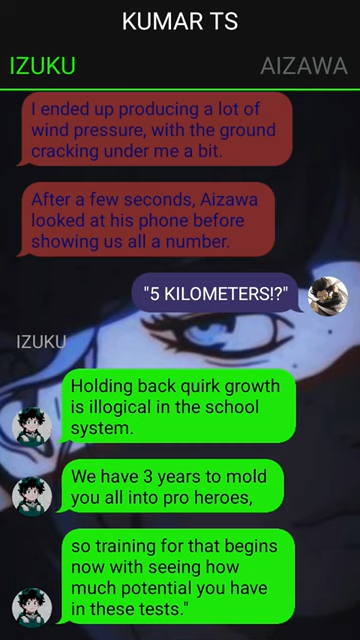 KUMAR TS
IZUKU
AIZAWA
I ended up producing a lot of
wind pressure, with the ground
cracking under me a bit.
After a few seconds, Aizawa
looked at his phone before
showing us all a number.
"5 KILOMETERS!?"
IZUKU
Holding back quirk growth
is illogical in the school
system.
We have 3 years to mold
you all into pro heroes,
so training for that begins
now with seeing how
much potential you have
in these tests."